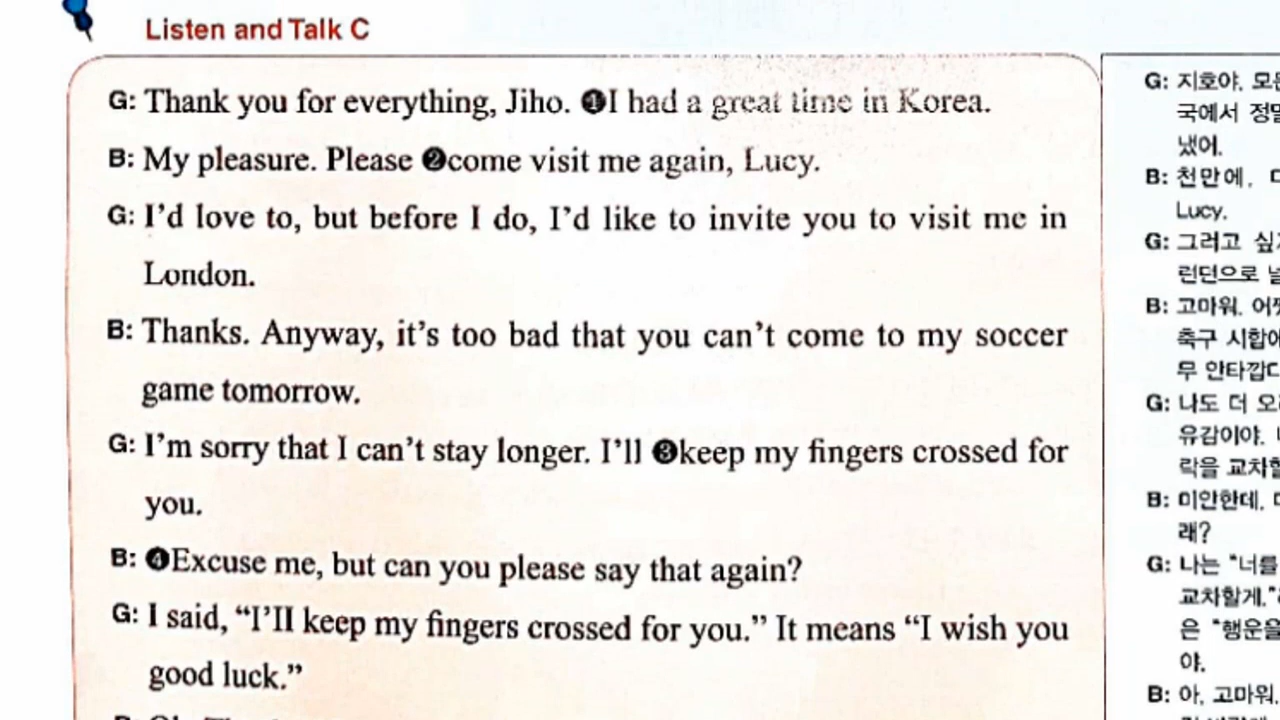 Listen and Talk C
G: Thank you for everything, Jiho. ❶I had a great time in Korea.
B: My pleasure. Please ❷come visit me again, Lucy.
G: I'd love to, but before I do, I'd like to invite you to visit me in
London.
B: Thanks. Anyway, it's too bad that you can't come to my soccer
game tomorrow.
G: I'm sorry that I can't stay longer. I'll ❸keep my fingers crossed for
you.
B: ❹Excuse me, but can you please say that again?
G: I said, “I'll keep my fingers crossed for you.” It means “I wish you
good luck.”
G: 지호야, 모든
국에서 정말
냈어.
B: 천만에,
Lucy.
G: 그러고 싶지
런던으로 널
B: 고마워. 어쨌
축구 시합에
무 안타깝다
G: 나도 더 오래
유감이야.
락을 교차할
B: 미안한데,
래?
G: 나는 “너를
교차할게.”
은 “행운을
야.
B: 아, 고마워.